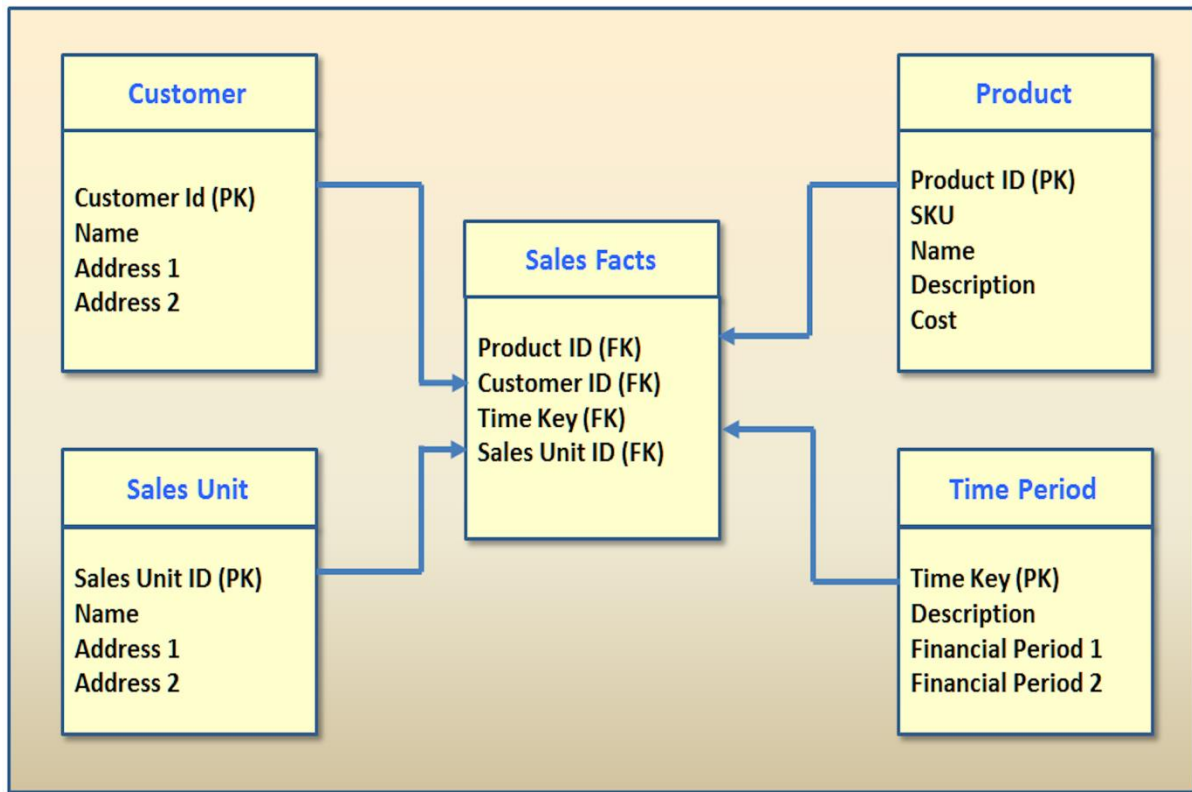 Customer
Customer Id (PK)
Name
Address 1
Address 2
Product
Product ID (PK)
SKU
Name
Description
Cost
Sales Facts
Product ID (FK)
Customer ID (FK)
Time Key (FK)
Sales Unit ID (FK)
Sales Unit
Sales Unit ID (PK)
Name
Address 1
Address 2
Time Period
Time Key (PK)
Description
Financial Period 1
Financial Period 2